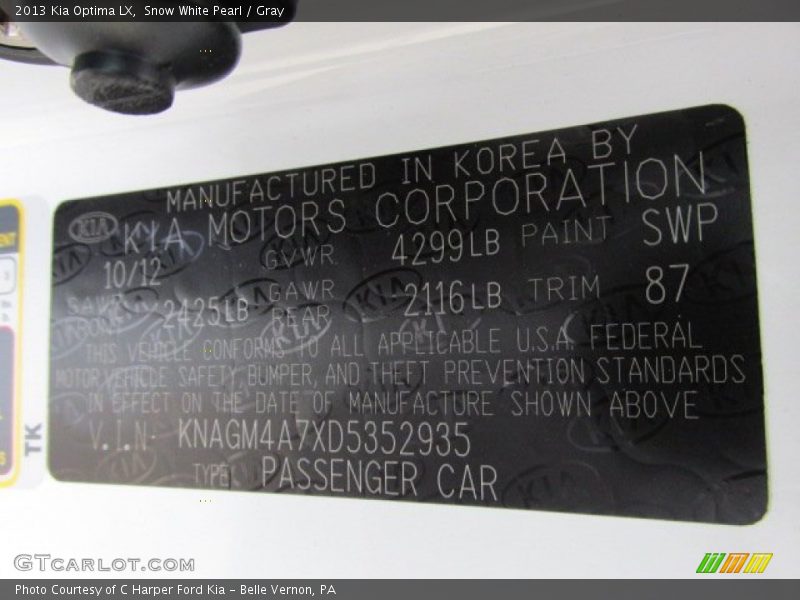 2013 Kia Optima LX, Snow White Pearl / Gray
MANUFACTURED IN KOREA BY
KIA KIA MOTORS CORPORATION
10/12 GVWR 4299LB PAINT SWP
2425LB GAWR REAR 2116LB TRIM 87
THIS VEHICLE CONFORMS TO ALL APPLICABLE U.S.A. FEDERAL
MOTOR VEHICLE SAFETY, BUMPER, AND THEFT PREVENTION STANDARDS
IN EFFECT ON THE DATE OF MANUFACTURE SHOWN ABOVE
V.I.N. KNAGM4A7XD5352935
TYPE PASSENGER CAR
TK
GTCARLOT.COM
Photo Courtesy of C Harper Ford Kia - Belle Vernon, PA